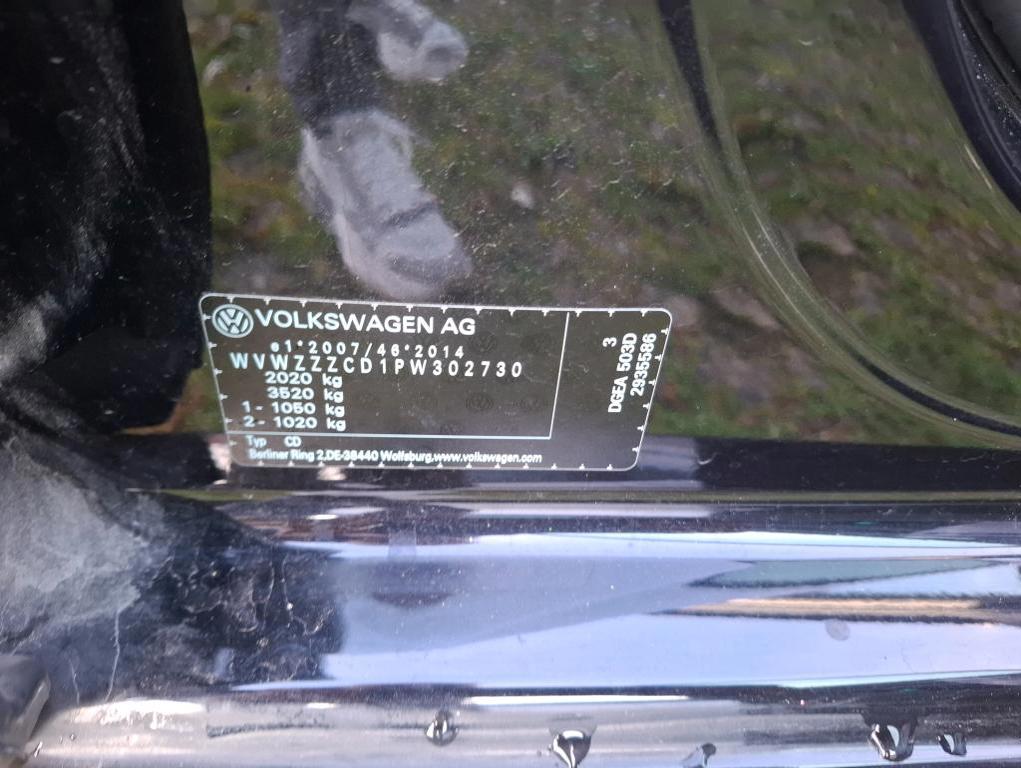 VOLKSWAGEN AG
e1*2007/46*2014
WVWZZZCD1PW302730
2020 kg
3520 kg
1 - 1050 kg
2 - 1020 kg
Typ CD
Berliner Ring 2,DE-38440 Wolfsburg,www.volkswagen.com
3
DGEA 503D
2935586